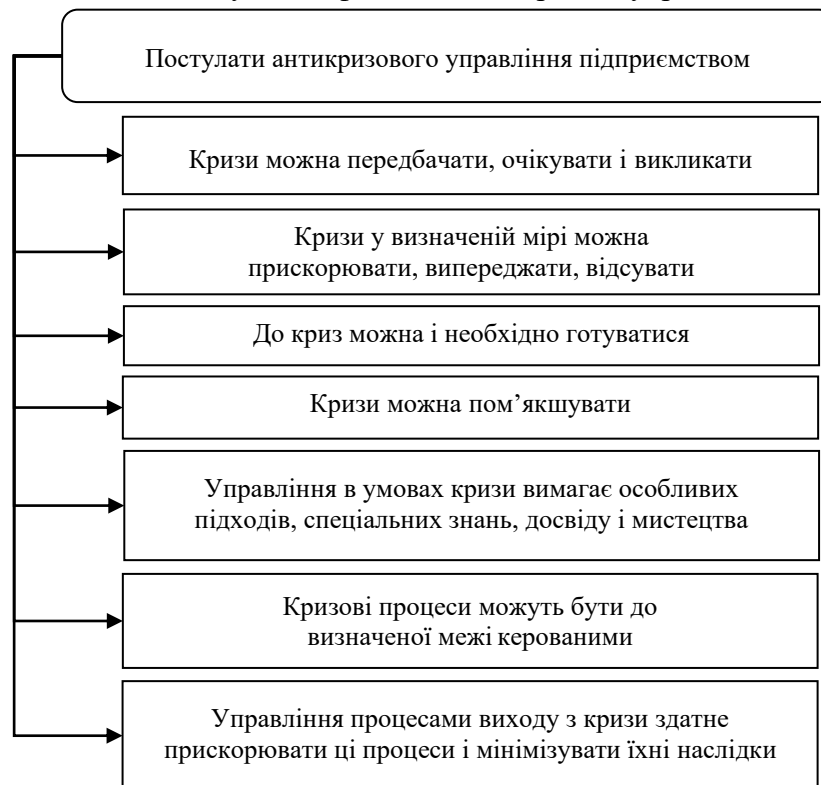 Постулати антикризового управління підприємством
Кризи можна передбачати, очікувати і викликати
Кризи у визначеній мірі можна
прискорювати, випереджати, відсувати
До криз можна і необхідно готуватися
Кризи можна пом’якшувати
Управління в умовах кризи вимагає особливих
підходів, спеціальних знань, досвіду і мистецтва
Кризові процеси можуть бути до
визначеної межі керованими
Управління процесами виходу з кризи здатне
прискорювати ці процеси і мінімізувати їхні наслідки